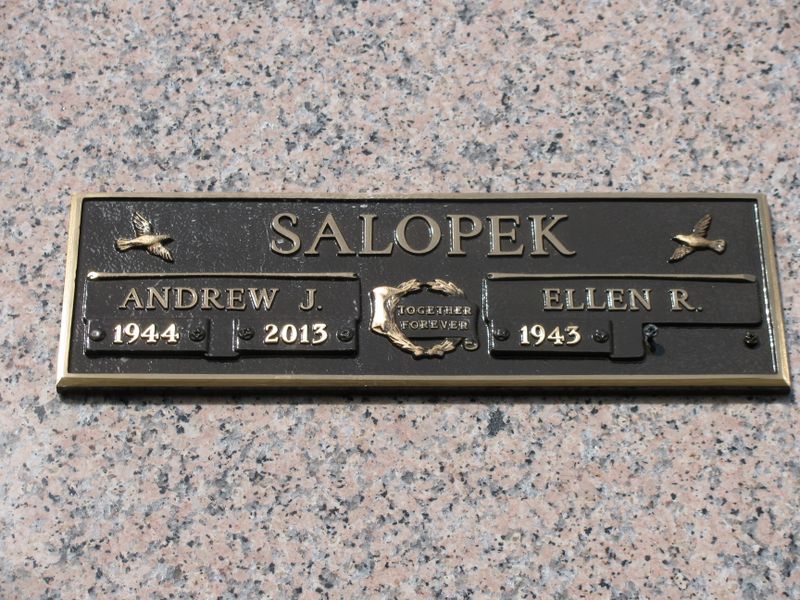 SALOPEK
ANDREW J.
1944 2013
TOGETHER
FOREVER
ELLEN R.
1943